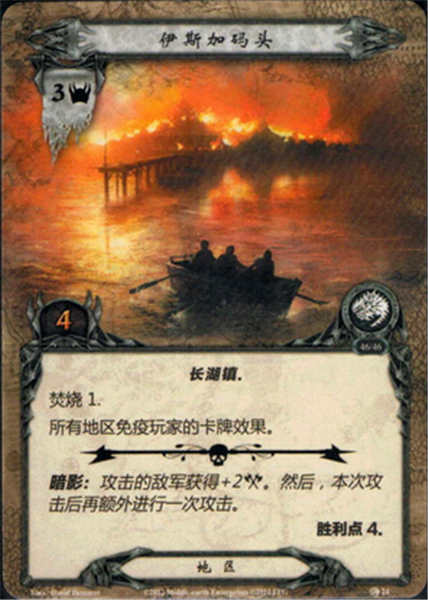 伊斯加码头
3
4
46/46
长湖镇.
焚烧 1.
所有地区免疫玩家的卡牌效果。
暗影：攻击的敌军获得+2。然后，本次攻
击后再额外进行一次攻击。
胜利点 4.
地区
24